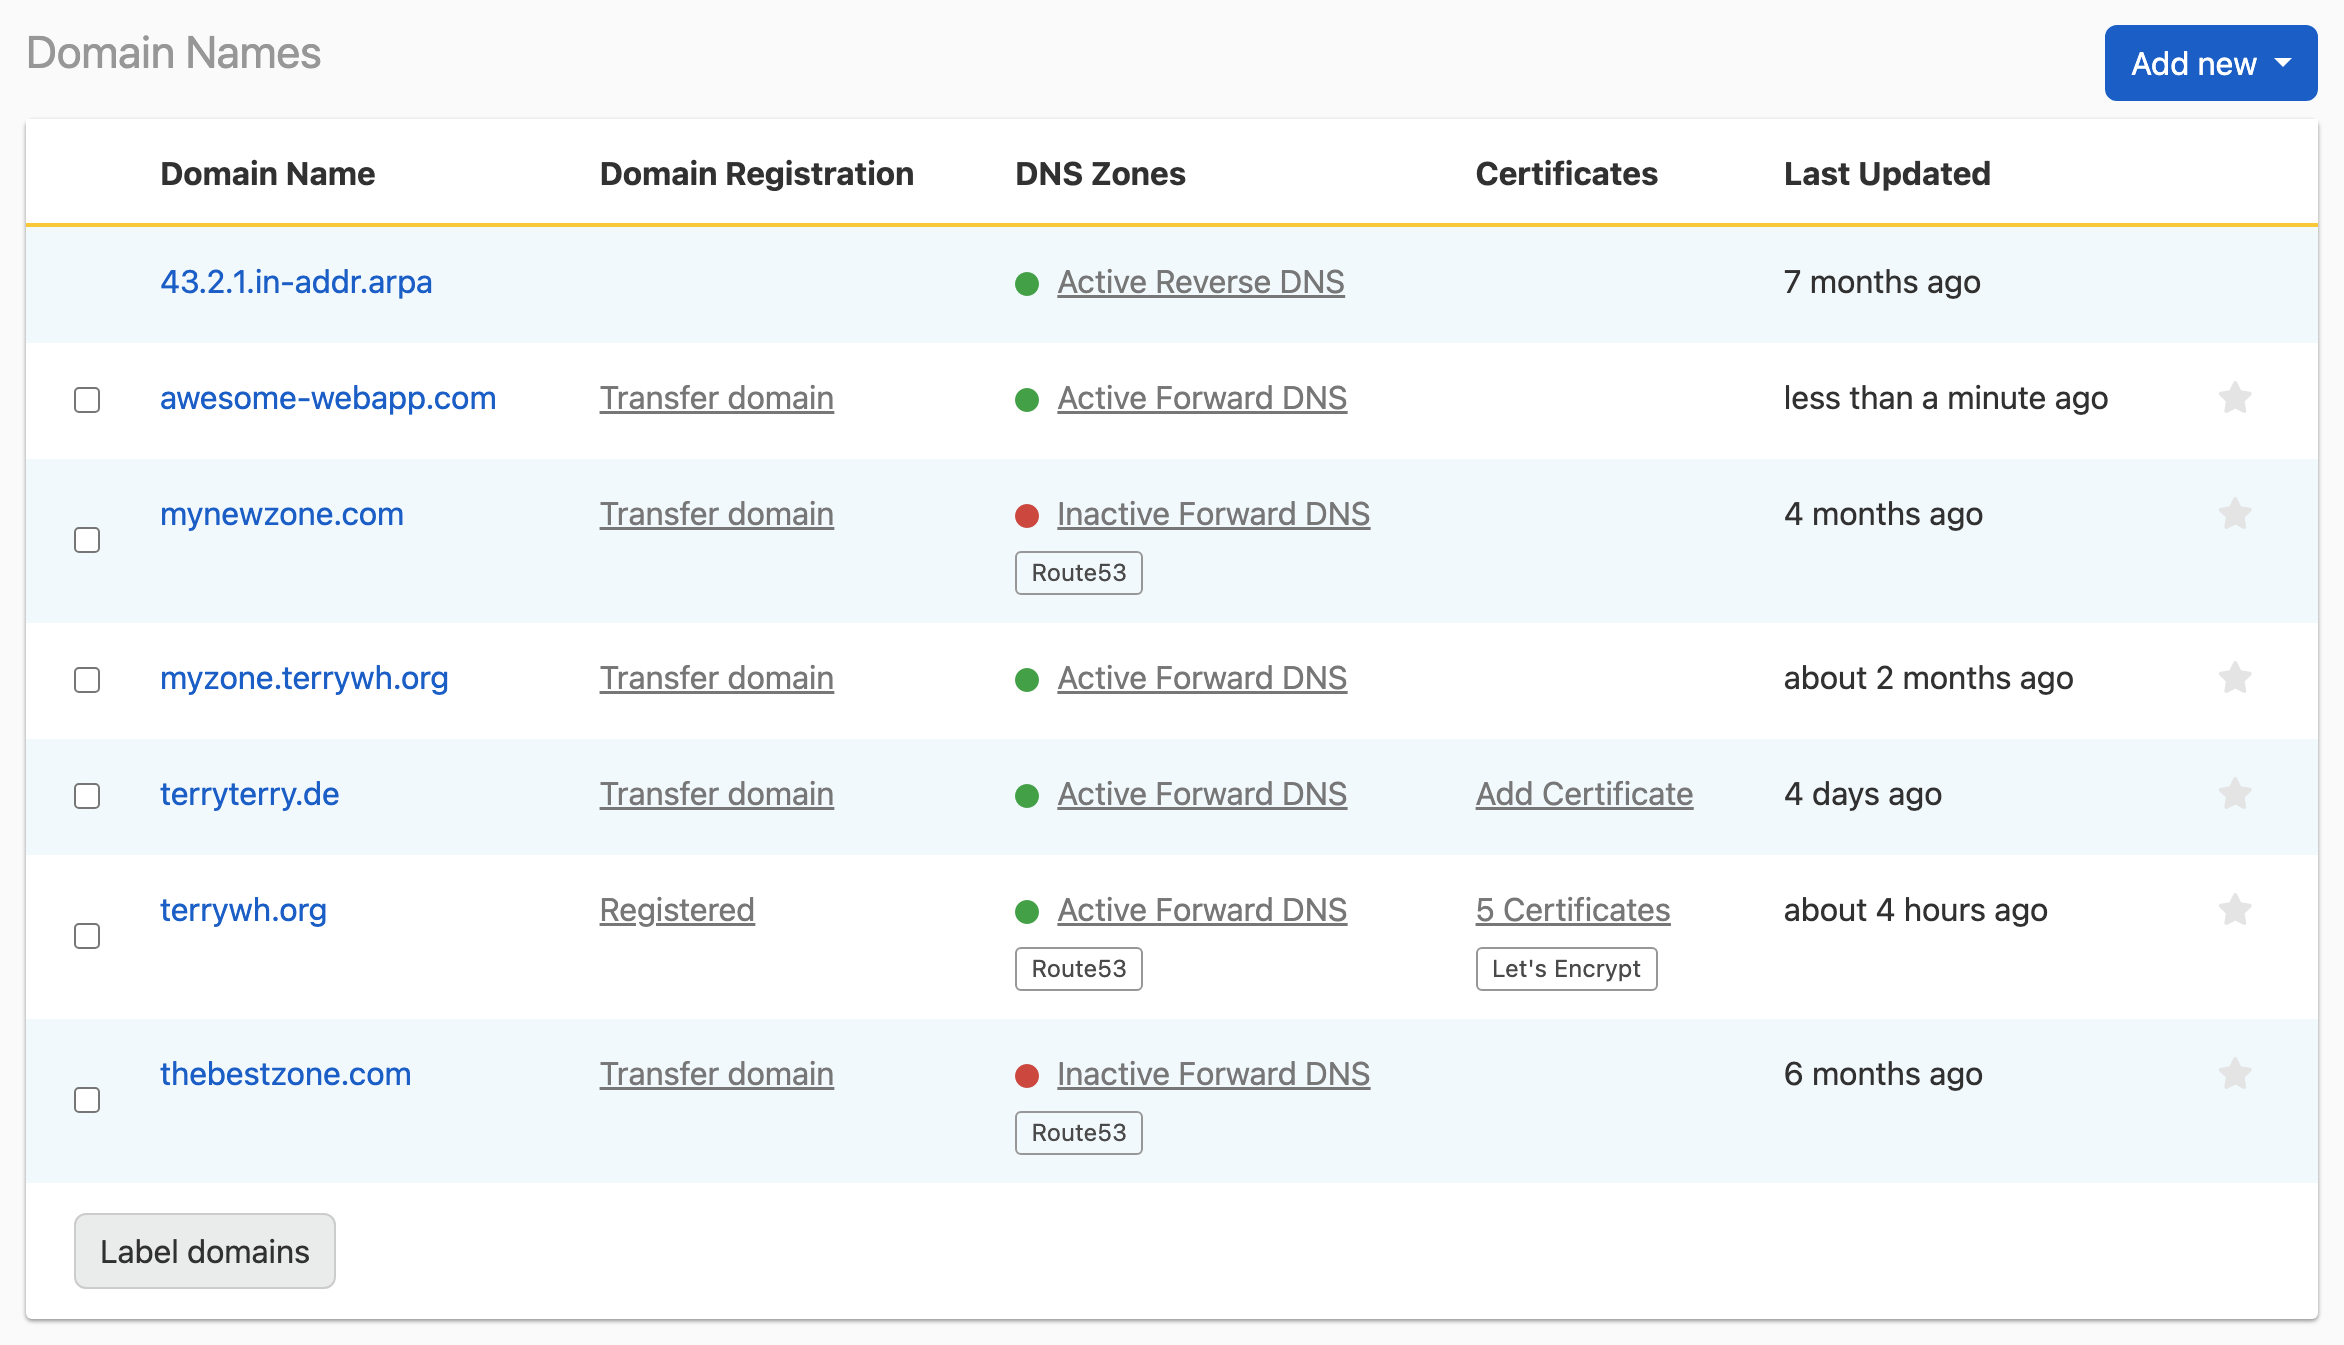 Domain Names
Add new
Domain Name Domain Registration DNS Zones Certificates Last Updated
43.2.1.in-addr.arpa Active Reverse DNS 7 months ago
awesome-webapp.com Transfer domain Active Forward DNS less than a minute ago
mynewzone.com Transfer domain Inactive Forward DNS 4 months ago
Route53
myzone.terrywh.org Transfer domain Active Forward DNS about 2 months ago
terryterry.de Transfer domain Active Forward DNS Add Certificate 4 days ago
terrywh.org Registered Active Forward DNS 5 Certificates about 4 hours ago
Route53 Let's Encrypt
thebestzone.com Transfer domain Inactive Forward DNS 6 months ago
Route53
Label domains